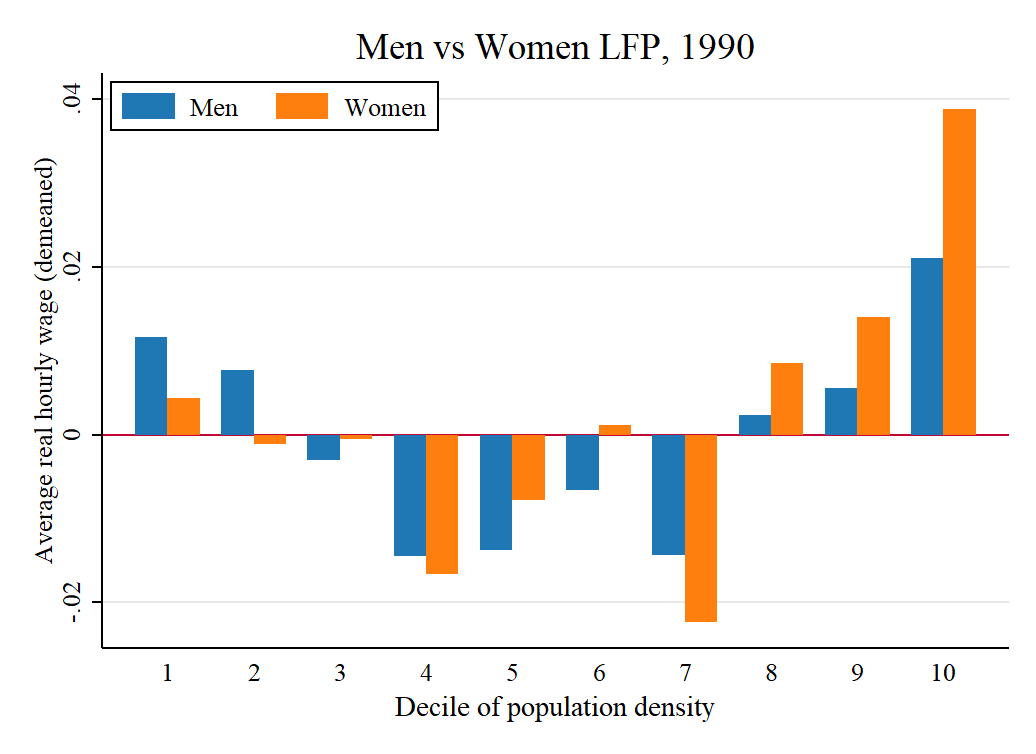 Men vs Women LFP, 1990
Men Women
Average real hourly wage (demeaned)
.04
.02
0
-.02
1 2 3 4 5 6 7 8 9 10
Decile of population density